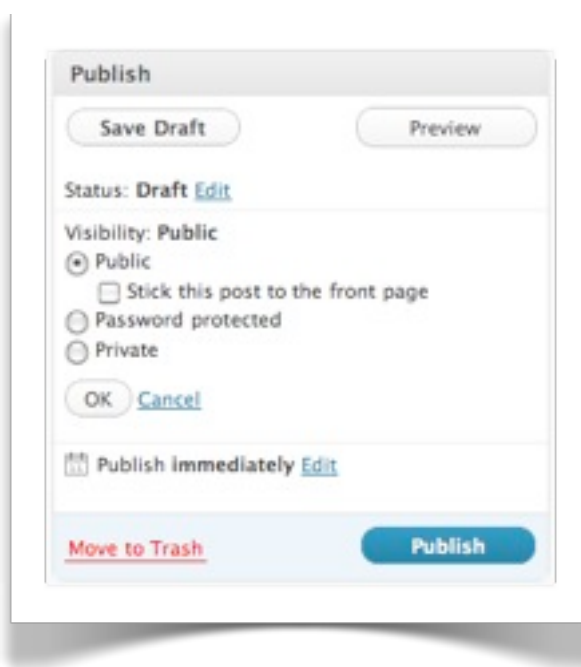 Publish
Save Draft Preview
Status: Draft Edit
Visibility: Public
Public
Stick this post to the front page
Password protected
Private
OK Cancel
Publish immediately Edit
Move to Trash Publish